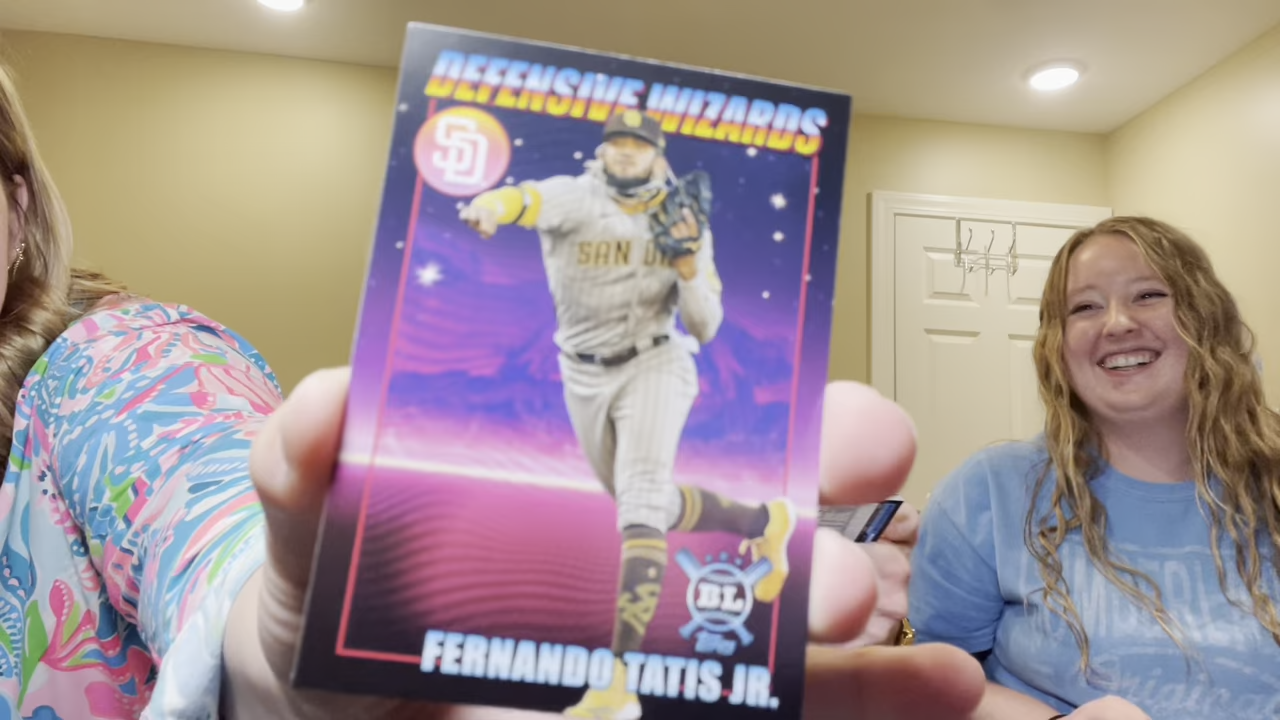 DEFENSIVE WIZARDS
SD
SAN DI
BL
Topps
FERNANDO TATIS JR.